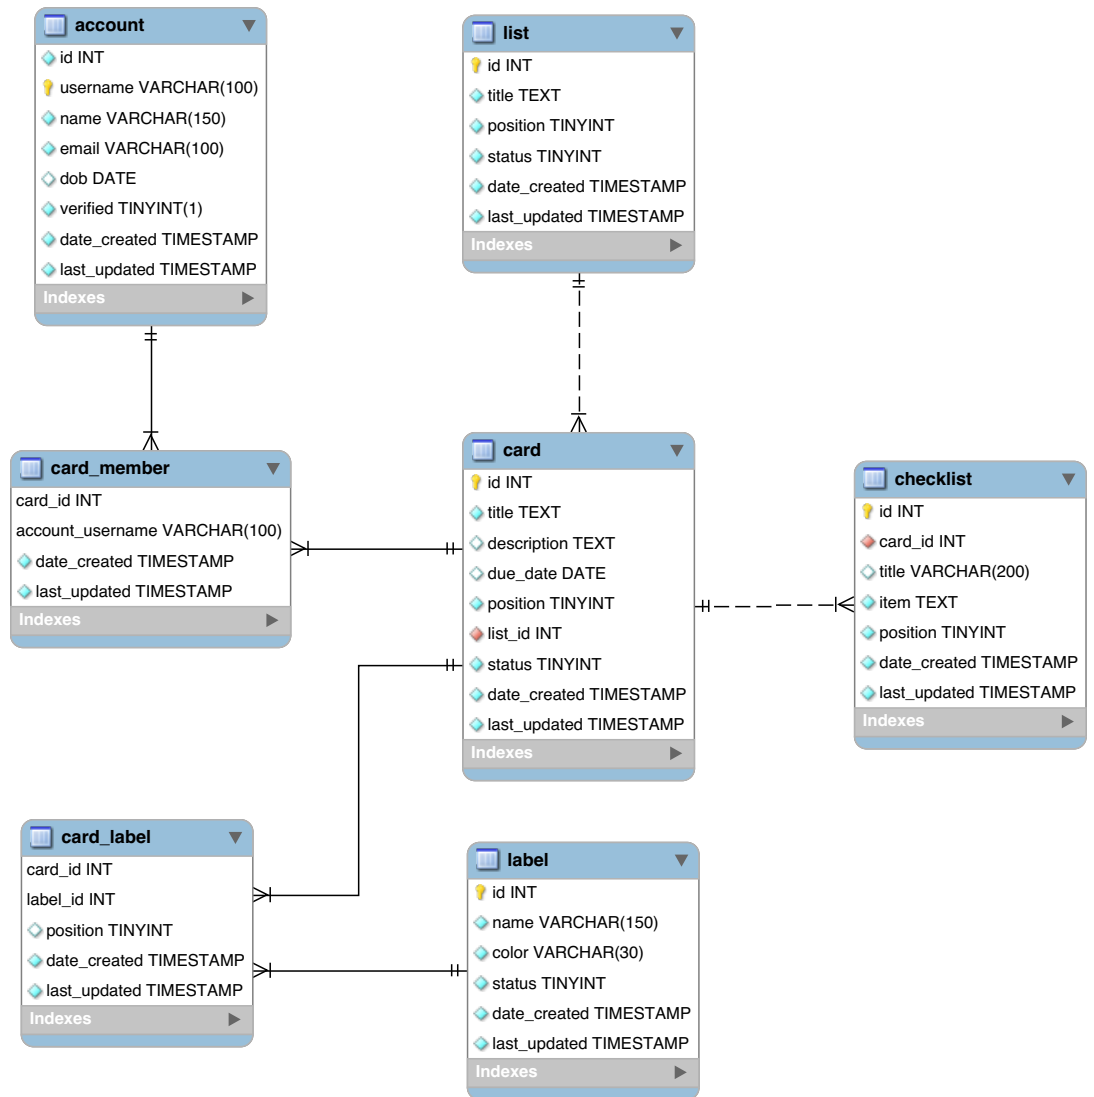 account
id INT
username VARCHAR(100)
name VARCHAR(150)
email VARCHAR(100)
dob DATE
verified TINYINT(1)
date_created TIMESTAMP
last_updated TIMESTAMP
Indexes
list
id INT
title TEXT
position TINYINT
status TINYINT
date_created TIMESTAMP
last_updated TIMESTAMP
Indexes
card_member
card_id INT
account_username VARCHAR(100)
date_created TIMESTAMP
last_updated TIMESTAMP
Indexes
card
id INT
title TEXT
description TEXT
due_date DATE
position TINYINT
list_id INT
status TINYINT
date_created TIMESTAMP
last_updated TIMESTAMP
Indexes
checklist
id INT
card_id INT
title VARCHAR(200)
item TEXT
position TINYINT
date_created TIMESTAMP
last_updated TIMESTAMP
Indexes
card_label
card_id INT
label_id INT
position TINYINT
date_created TIMESTAMP
last_updated TIMESTAMP
Indexes
label
id INT
name VARCHAR(150)
color VARCHAR(30)
status TINYINT
date_created TIMESTAMP
last_updated TIMESTAMP
Indexes